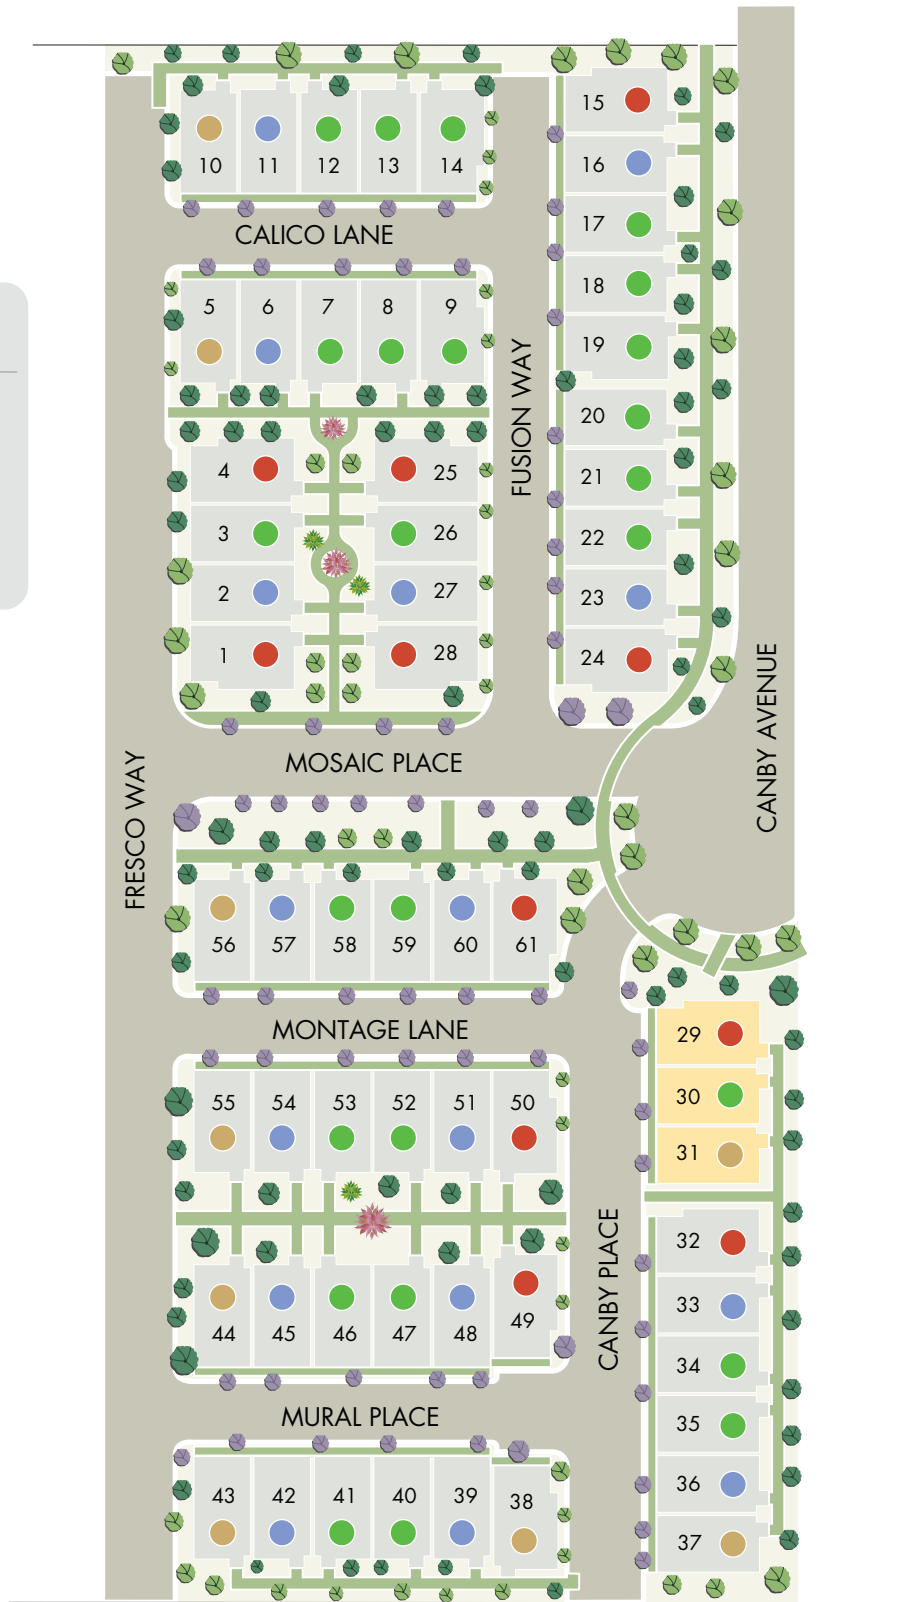 15
10 11 12 13 14
16
17
CALICO LANE
18
5 6 7 8 9
19
FUSION WAY
20
4 25
21
3 26
22
2 27
23
1 28
24
CANBY AVENUE
MOSAIC PLACE
FRESCO WAY
56 57 58 59 60 61
MONTAGE LANE
29
30
55 54 53 52 51 50
31
CANBY PLACE
32
33
44 45 46 47 48 49
34
MURAL PLACE
35
36
43 42 41 40 39 38
37